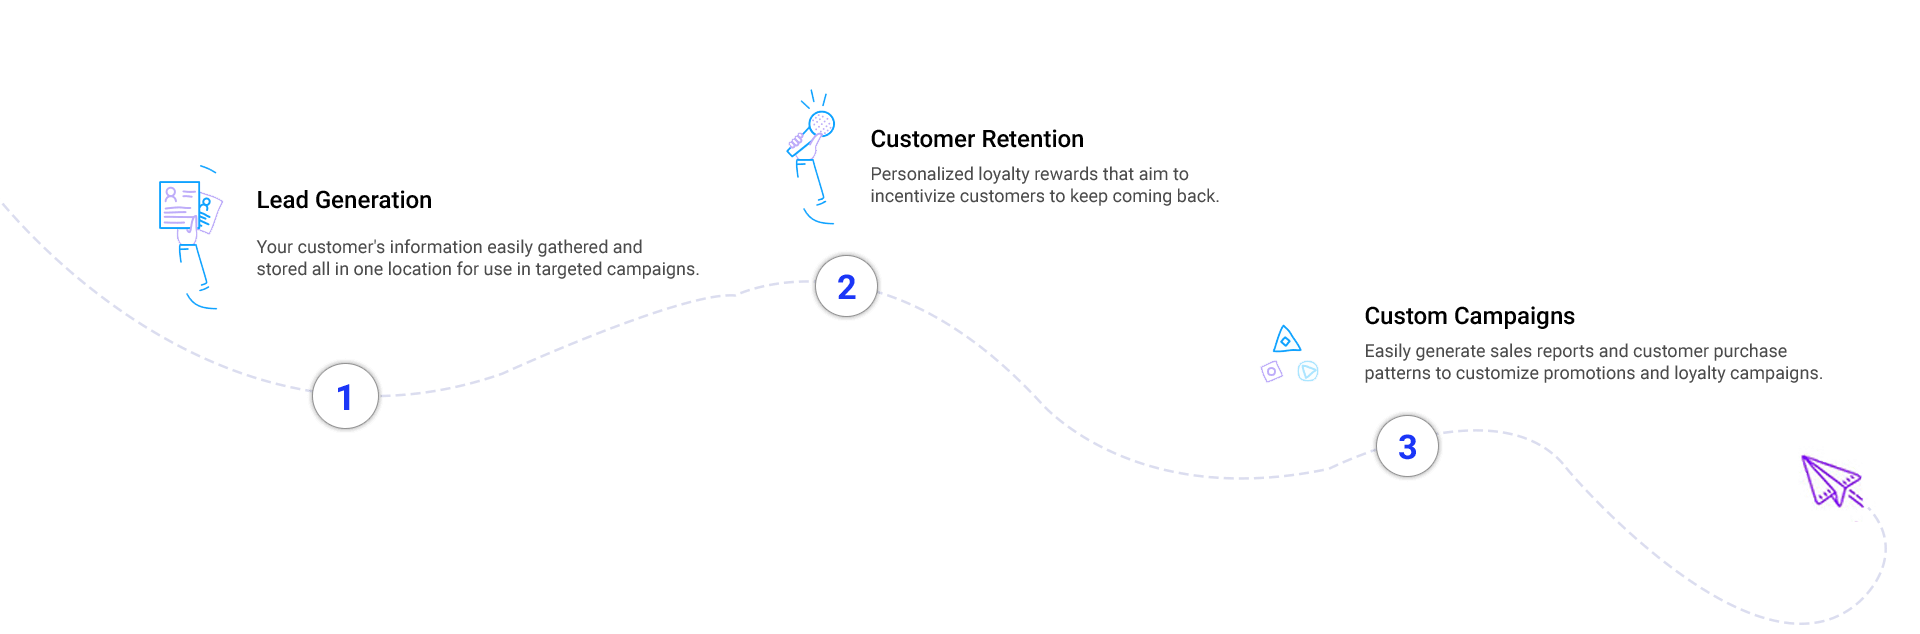 Lead Generation
Your customer's information easily gathered and
stored all in one location for use in targeted campaigns.
1
Customer Retention
Personalized loyalty rewards that aim to
incentivize customers to keep coming back.
2
Custom Campaigns
Easily generate sales reports and customer purchase
patterns to customize promotions and loyalty campaigns.
3